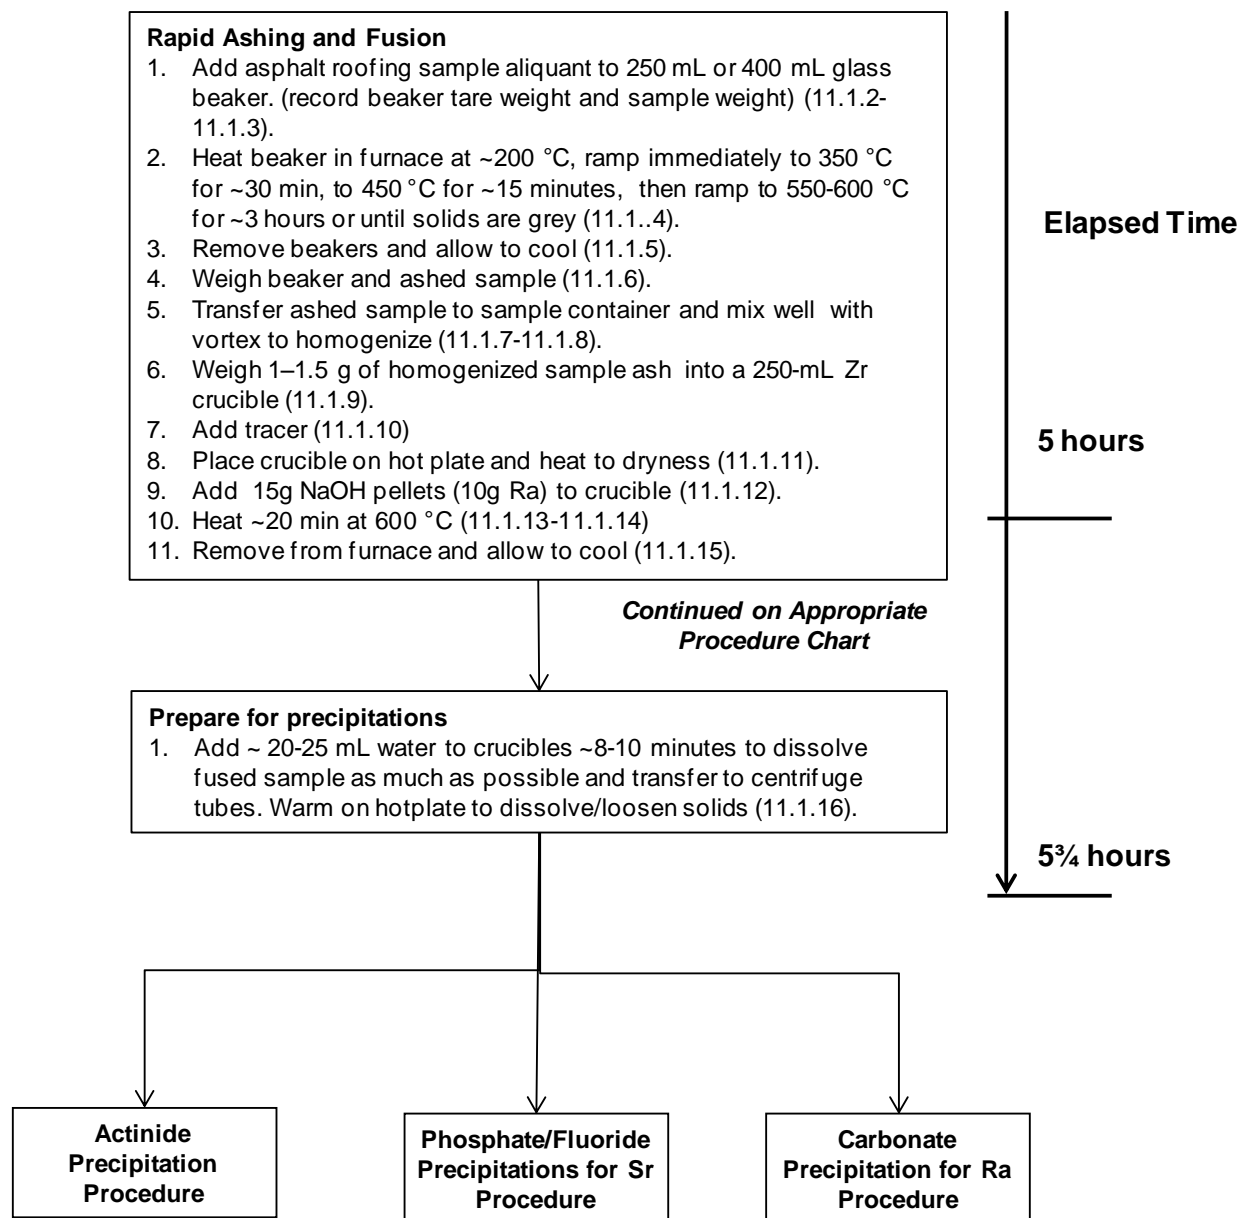 Rapid Ashing and Fusion
1. Add asphalt roofing sample aliquant to 250 mL or 400 mL glass
beaker. (record beaker tare weight and sample weight) (11.1.2-
11.1.3).
2. Heat beaker in furnace at ~200 °C, ramp immediately to 350 °C
for ~30 min, to 450 °C for ~15 minutes, then ramp to 550-600 °C
for ~3 hours or until solids are grey (11.1..4).
3. Remove beakers and allow to cool (11.1.5).
4. Weigh beaker and ashed sample (11.1.6).
5. Transfer ashed sample to sample container and mix well with
vortex to homogenize (11.1.7-11.1.8).
6. Weigh 1–1.5 g of homogenized sample ash into a 250-mL Zr
crucible (11.1.9).
7. Add tracer (11.1.10)
8. Place crucible on hot plate and heat to dryness (11.1.11).
9. Add 15g NaOH pellets (10g Ra) to crucible (11.1.12).
10. Heat ~20 min at 600 °C (11.1.13-11.1.14)
11. Remove from furnace and allow to cool (11.1.15).
Elapsed Time
5 hours
Continued on Appropriate
Procedure Chart
Prepare for precipitations
1. Add ~ 20-25 mL water to crucibles ~8-10 minutes to dissolve
fused sample as much as possible and transfer to centrifuge
tubes. Warm on hotplate to dissolve/loosen solids (11.1.16).
5¾ hours
Actinide
Precipitation
Procedure
Phosphate/Fluoride
Precipitations for Sr
Procedure
Carbonate
Precipitation for Ra
Procedure